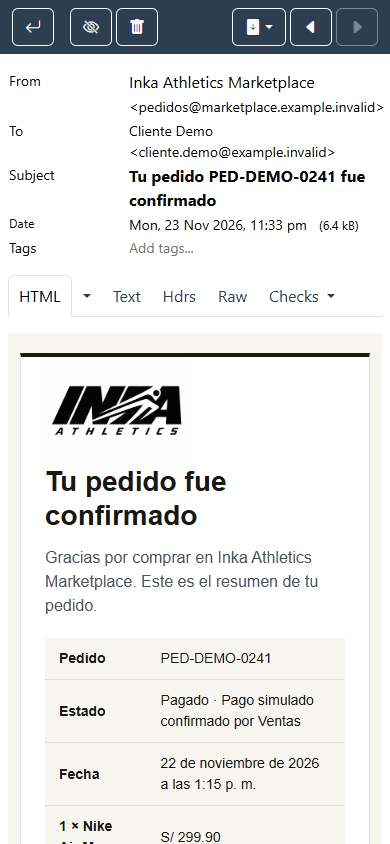 From
Inka Athletics Marketplace
<pedidos@marketplace.example.invalid>
To
Cliente Demo
<cliente.demo@example.invalid>
Subject
Tu pedido PED-DEMO-0241 fue
confirmado
Date
Mon, 23 Nov 2026, 11:33 pm (6.4 kB)
Tags
Add tags...
HTML
Text
Hdrs
Raw
Checks
INKA
ATHLETICS
Tu pedido fue
confirmado
Gracias por comprar en Inka Athletics
Marketplace. Este es el resumen de tu
pedido.
Pedido
PED-DEMO-0241
Estado
Pagado · Pago simulado
confirmado por Ventas
Fecha
22 de noviembre de 2026
a las 1:15 p. m.
1 × Nike
S/ 299.90